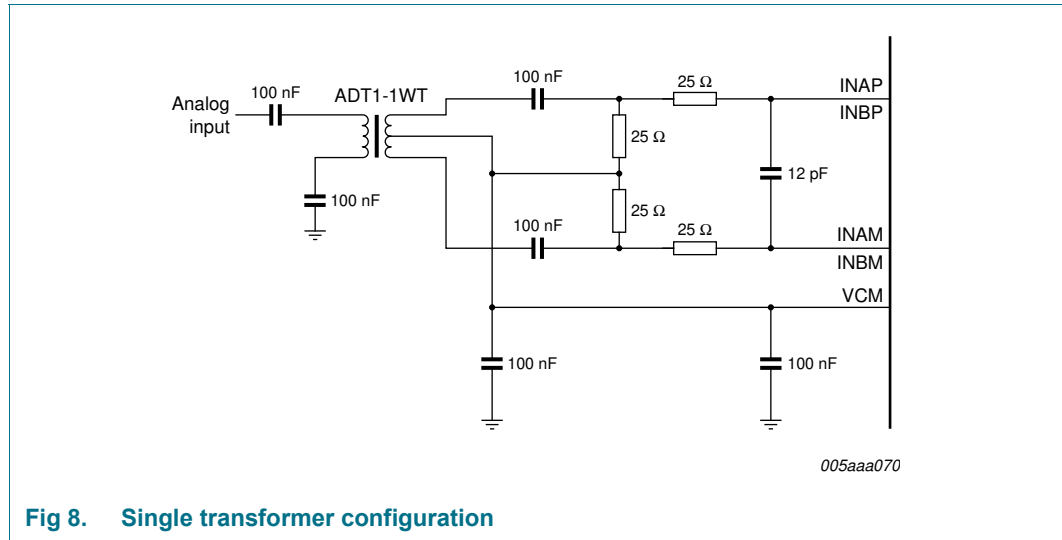 100 nF
ADT1-1WT
100 nF
25 Ω
INAP
INBP
Analog
input
25 Ω
12 pF
100 nF
25 Ω
100 nF
25 Ω
INAM
INBM
VCM
100 nF
100 nF
005aaa070
Fig 8. Single transformer configuration